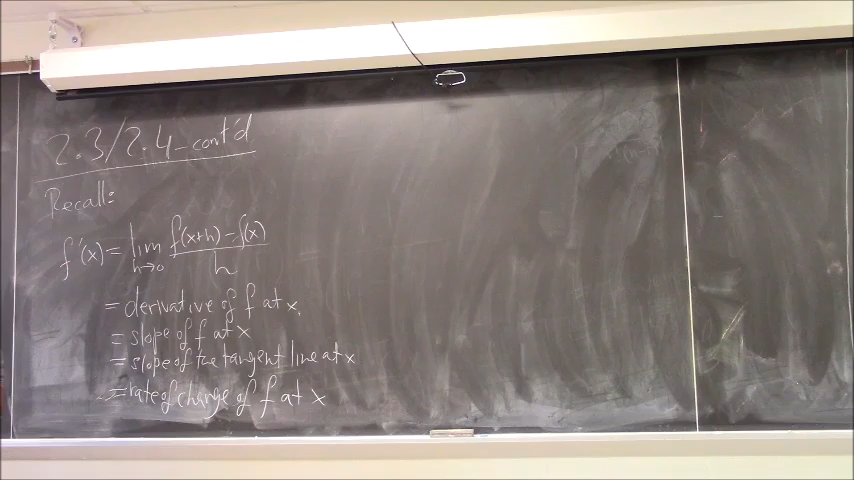 2.3/2.4 - cont'd
Recall:
f'(x) = lim h→0 f(x+h) - f(x) / h
= derivative of f at x,
= slope of f at x
= slope of the tangent line at x
= rate of change of f at x